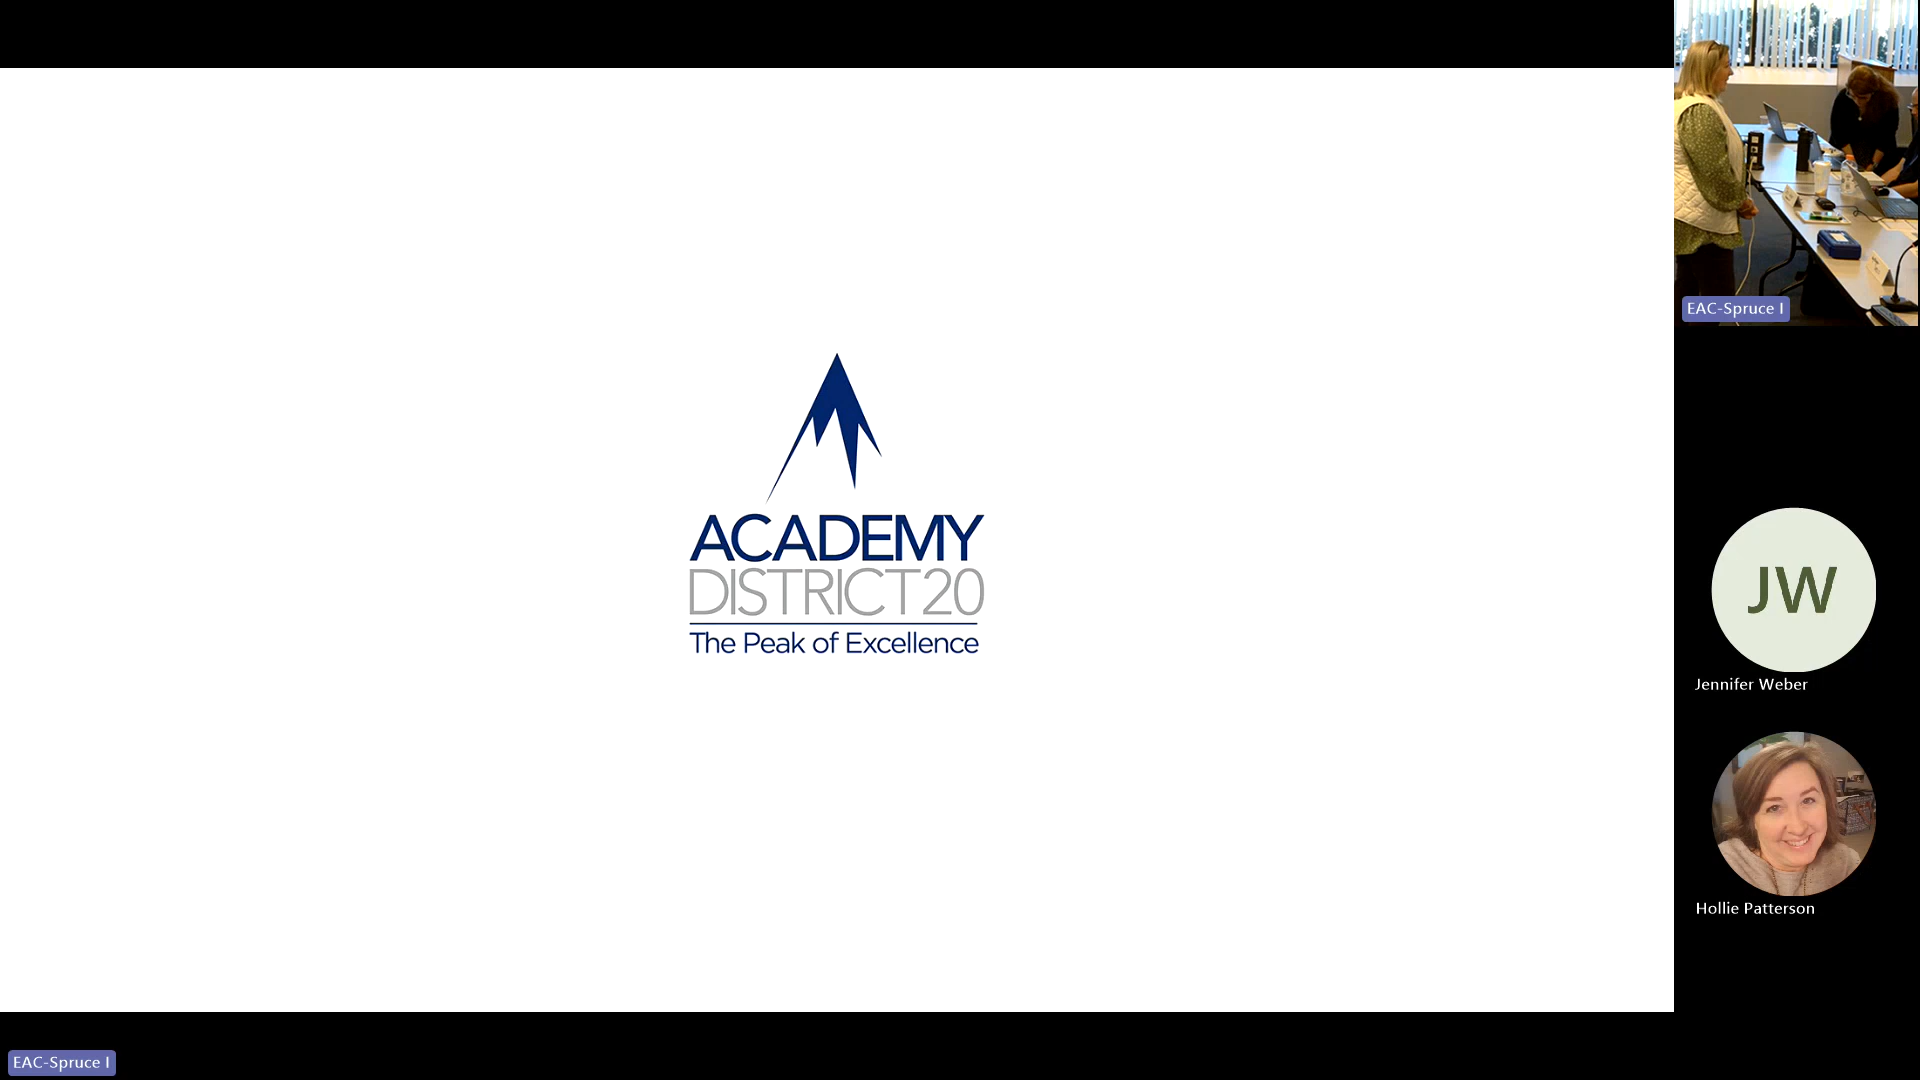 ACADEMY
DISTRICT 20
The Peak of Excellence
EAC-Spruce I
JW
Jennifer Weber
Hollie Patterson
EAC-Spruce I